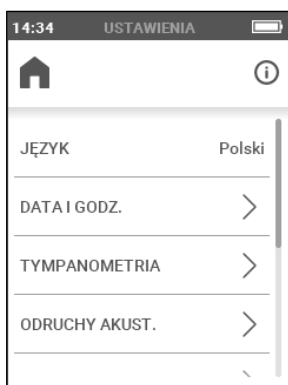 14:34 USTAWIENIA
JĘZYK Polski
DATA I GODZ.
TYMPANOMETRIA
ODRUCHY AKUST.